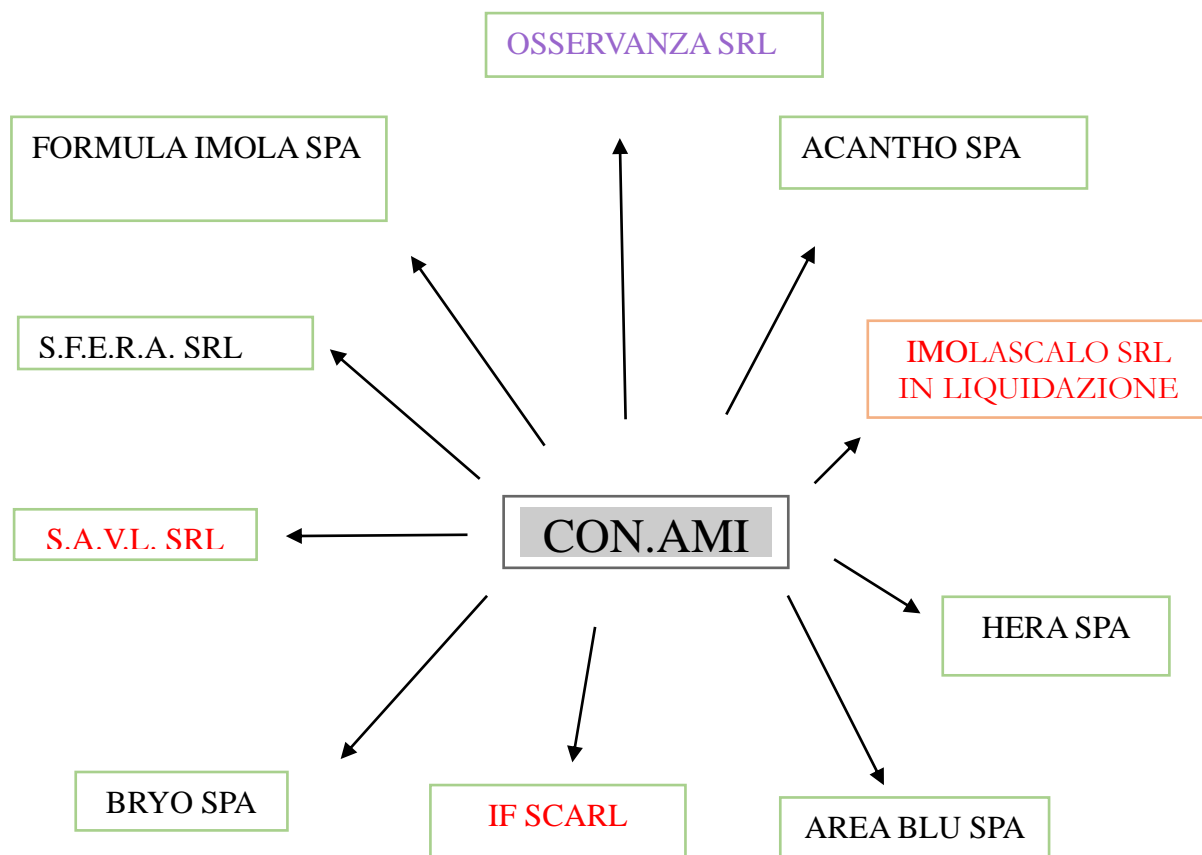 OSSERVANZA SRL
FORMULA IMOLA SPA
ACANTHO SPA
S.F.E.R.A. SRL
IMOLASCALO SRL
IN LIQUIDAZIONE
S.A.V.L. SRL
CON.AMI
HERA SPA
BRYO SPA
IF SCARL
AREA BLU SPA